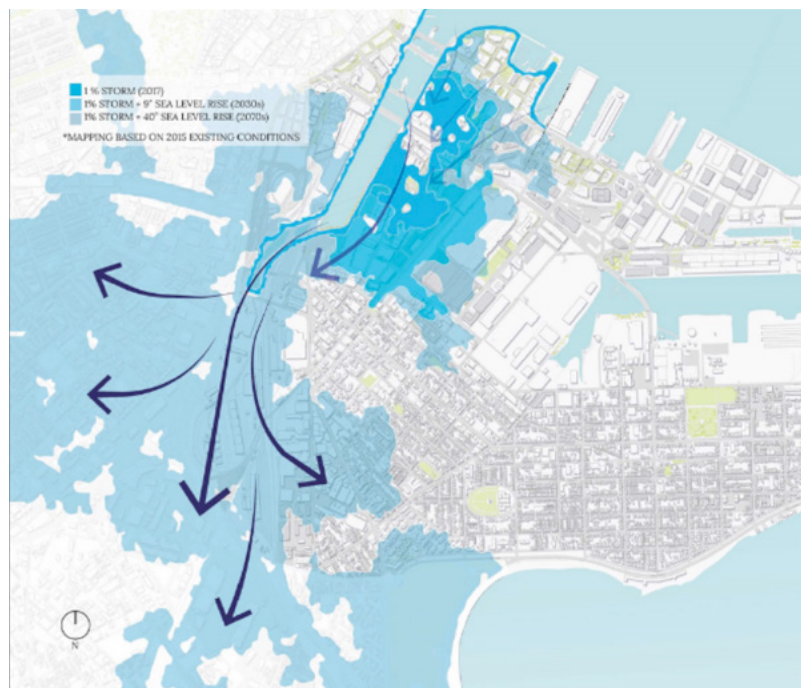 1 % STORM (2017)
1% STORM + 9" SEA LEVEL RISE (2030s)
1% STORM + 40" SEA LEVEL RISE (2070s)
*MAPPING BASED ON 2015 EXISTING CONDITIONS
N